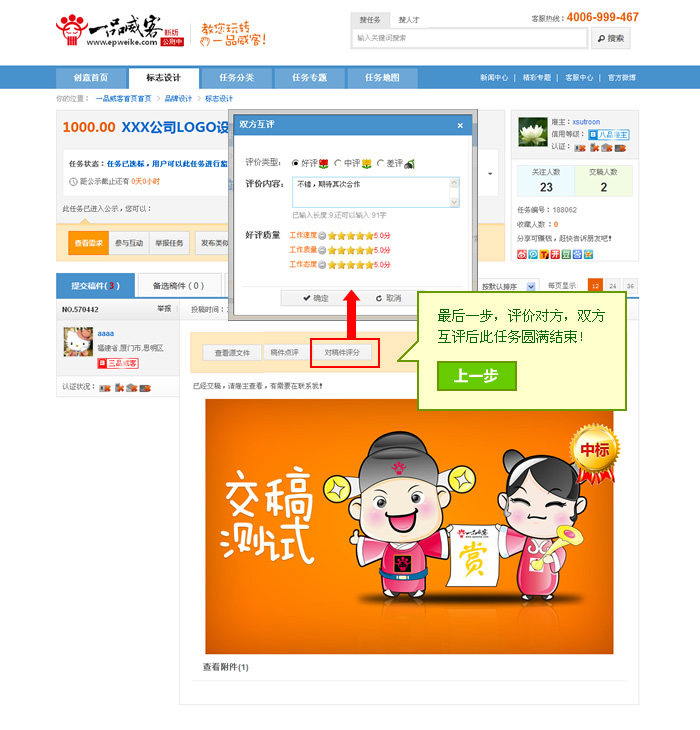 一品威客
新版
公测中
www.epweike.com
教您玩转
一品威客!
搜任务 搜人才
客服热线：4006-999-467
输入关键词搜索
搜索
创意首页 标志设计 任务分类 任务专题 任务地图
新闻中心 | 精彩专题 | 客服中心 | 官方微博
你的位置： 一品威客首页首页 > 品牌设计 > 标志设计
1000.00 XXX公司LOGO设
任务状态：任务已选标，用户可以此任务进行监
距公示截止还有 0天0小时
此任务已进入公示，您可以：
查看需求 参与互动 举报任务 发布类似
双方互评 ×
评价类型： 好评 中评 差评
评价内容： 不错，期待其次合作
已输入长度:9,还可以输入:91字
好评质量 工作速度 5.0分
工作质量 5.0分
工作态度 5.0分
确定 取消
雇主：xsutroon
信用等级： 八品雇主
认证：
关注人数 交稿人数
23 2
任务编号：188062
收藏人数：0
分享可赚钱，赶快告诉朋友吧！
提交稿件( 3 ) 备选稿件 ( 0 )
按默认排序 每页显示: 12 24 36
NO.570442 举报
投稿时间：
aaaa
福建省,厦门市,思明区
三品威客
认证状况：
查看源文件 稿件点评 对稿件评分
最后一步，评价对方，双方
互评后此任务圆满结束！
上一步
已经交稿，请雇主查看，有需要在联系我！
中标
交稿
测试
一品威客
赏
查看附件(1)